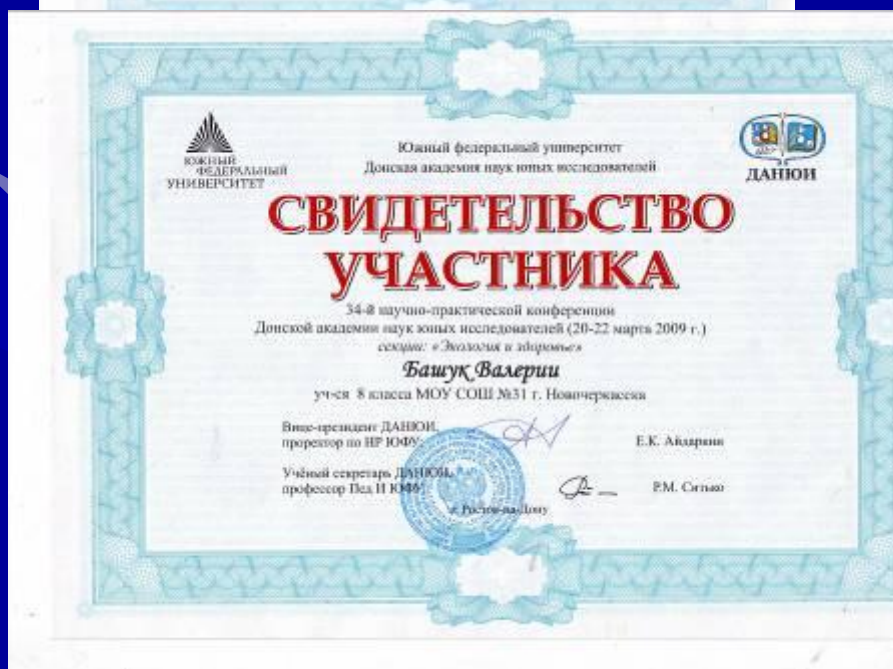 ЮЖНЫЙ
ФЕДЕРАЛЬНЫЙ
УНИВЕРСИТЕТ
Южный федеральный университет
Донская академия наук юных исследователей
ДАНЮИ
СВИДЕТЕЛЬСТВО
УЧАСТНИКА
34-й научно-практической конференции
Донской академии наук юных исследователей (20-22 марта 2009 г.)
секции: «Экология и здоровье»
Башук Валерии
уч-ся 8 класса МОУ СОШ №31 г. Новочеркасска
Вице-президент ДАНЮИ,
проректор по НР ЮФУ
Е.К. Айдаркин
Учёный секретарь ДАНЮИ,
профессор Пед И ЮФУ
Р.М. Ситько
г. Ростов-на-Дону